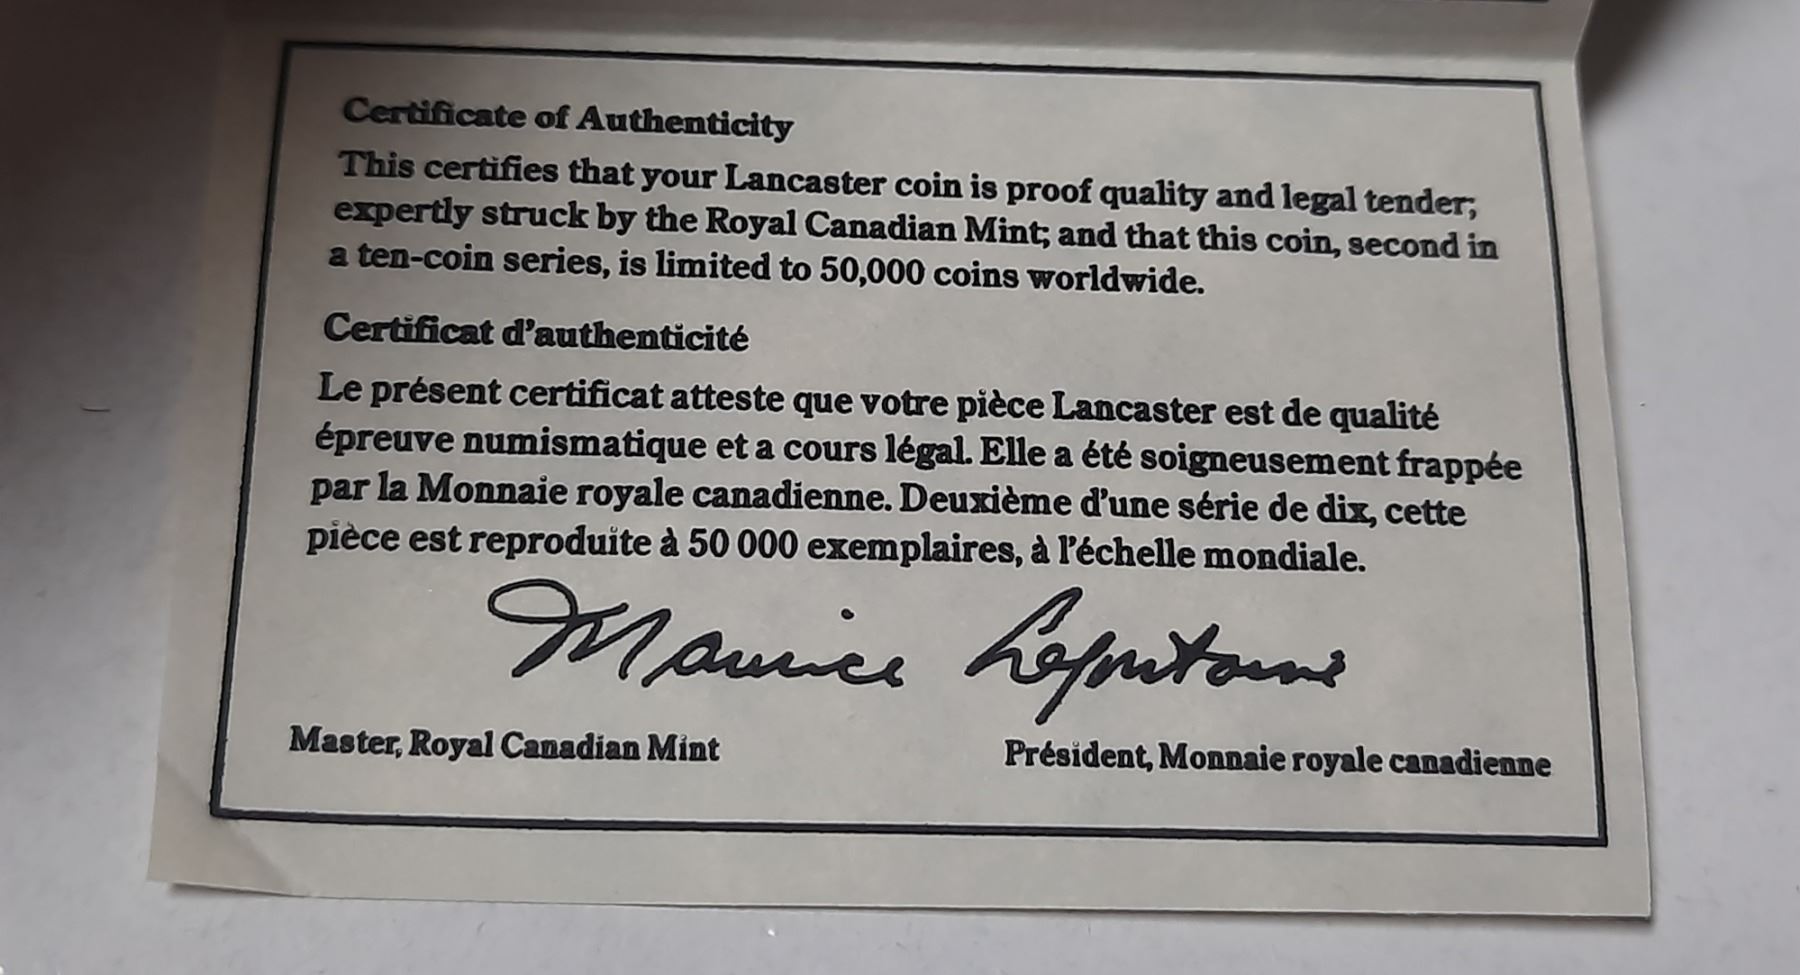 Certificate of Authenticity
This certifies that your Lancaster coin is proof quality and legal tender;
expertly struck by the Royal Canadian Mint; and that this coin, second in
a ten-coin series, is limited to 50,000 coins worldwide.
Certificat d'authenticité
Le présent certificat atteste que votre pièce Lancaster est de qualité
épreuve numismatique et a cours légal. Elle a été soigneusement frappée
par la Monnaie royale canadienne. Deuxième d'une série de dix, cette
pièce est reproduite à 50 000 exemplaires, à l'échelle mondiale.
Maurice Lafontaine
Master, Royal Canadian Mint
Président, Monnaie royale canadienne